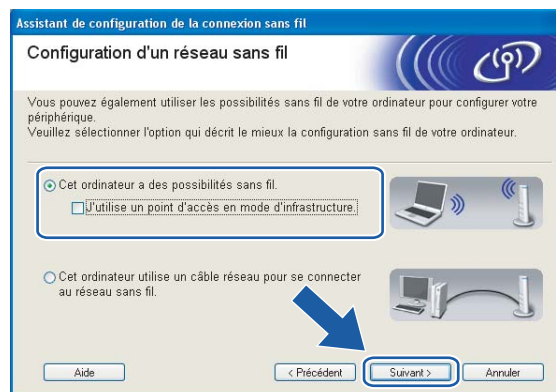 Assistant de configuration de la connexion sans fil
Configuration d'un réseau sans fil
Vous pouvez également utiliser les possibilités sans fil de votre ordinateur pour configurer votre
périphérique.
Veuillez sélectionner l'option qui décrit le mieux la configuration sans fil de votre ordinateur.
Cet ordinateur a des possibilités sans fil.
J'utilise un point d'accès en mode d'infrastructure.
Cet ordinateur utilise un câble réseau pour se connecter
au réseau sans fil.
Aide
< Précédent
Suivant >
Annuler